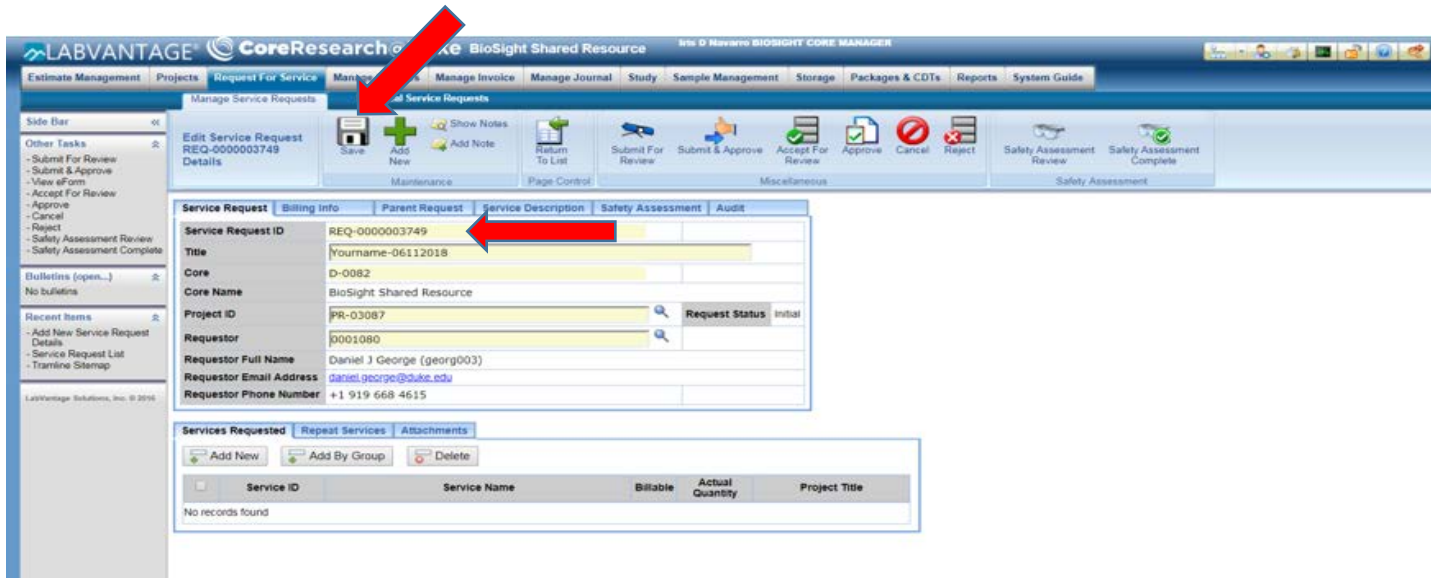 LABVANTAGE® CoreResearch@ ke BioSight Shared Resource Iris D Navarro BIOSIGHT CORE MANAGER
Estimate Management Projects Request For Service Manage Manage Invoice Manage Journal Study Sample Management Storage Packages & CDTs Reports System Guide
Manage Service Requests al Service Requests
Side Bar
Other Tasks
- Submit For Review
- Submit & Approve
- View eForm
- Accept For Review
- Approve
- Cancel
- Reject
- Safety Assessment Review
- Safety Assessment Complete
Bulletins (open...)
No bulletins
Recent Items
- Add New Service Request
Details
- Service Request List
- Tramline Sitemap
LabVantage Solutions, Inc. © 2016
Edit Service Request
REQ-0000003749
Details
Save
Add
New
Show Notes
Add Note
Maintenance
Return
To List
Page Control
Submit For
Review
Submit & Approve
Accept For
Review
Approve
Cancel
Reject
Miscellaneous
Safety Assessment
Review
Safety Assessment
Complete
Safety Assessment
Service Request Billing Info Parent Request Service Description Safety Assessment Audit
Service Request ID REQ-0000003749
Title Yourname-06112018
Core D-0082
Core Name BioSight Shared Resource
Project ID PR-03087 Request Status Initial
Requestor 0001080
Requestor Full Name Daniel J George (georg003)
Requestor Email Address daniel.george@duke.edu
Requestor Phone Number +1 919 668 4615
Services Requested Repeat Services Attachments
Add New Add By Group Delete
Service ID Service Name Billable Actual Quantity Project Title
No records found